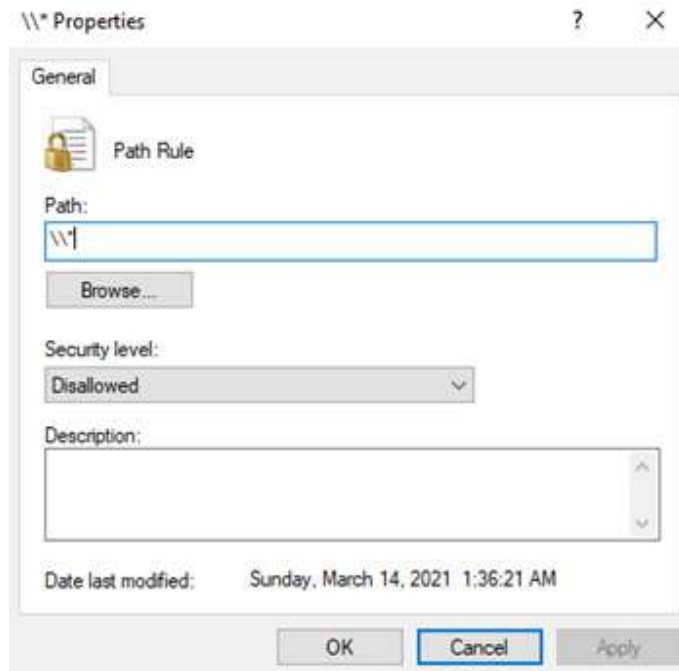 \\* Properties ? ×
General
Path Rule
Path:
\\*
Browse...
Security level:
Disallowed
Description:
Date last modified: Sunday, March 14, 2021 1:36:21 AM
OK Cancel Apply